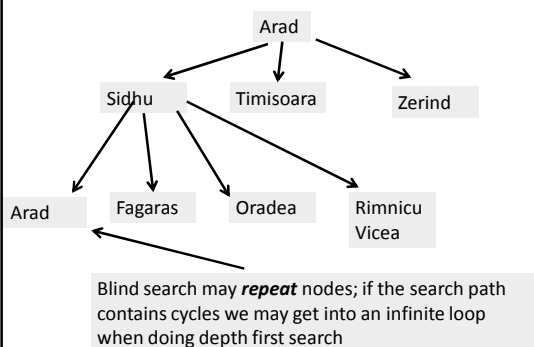 Arad
Sidhu
Timisoara
Zerind
Arad
Fagaras
Oradea
Rimnicu
Vicea
Blind search may repeat nodes; if the search path
contains cycles we may get into an infinite loop
when doing depth first search